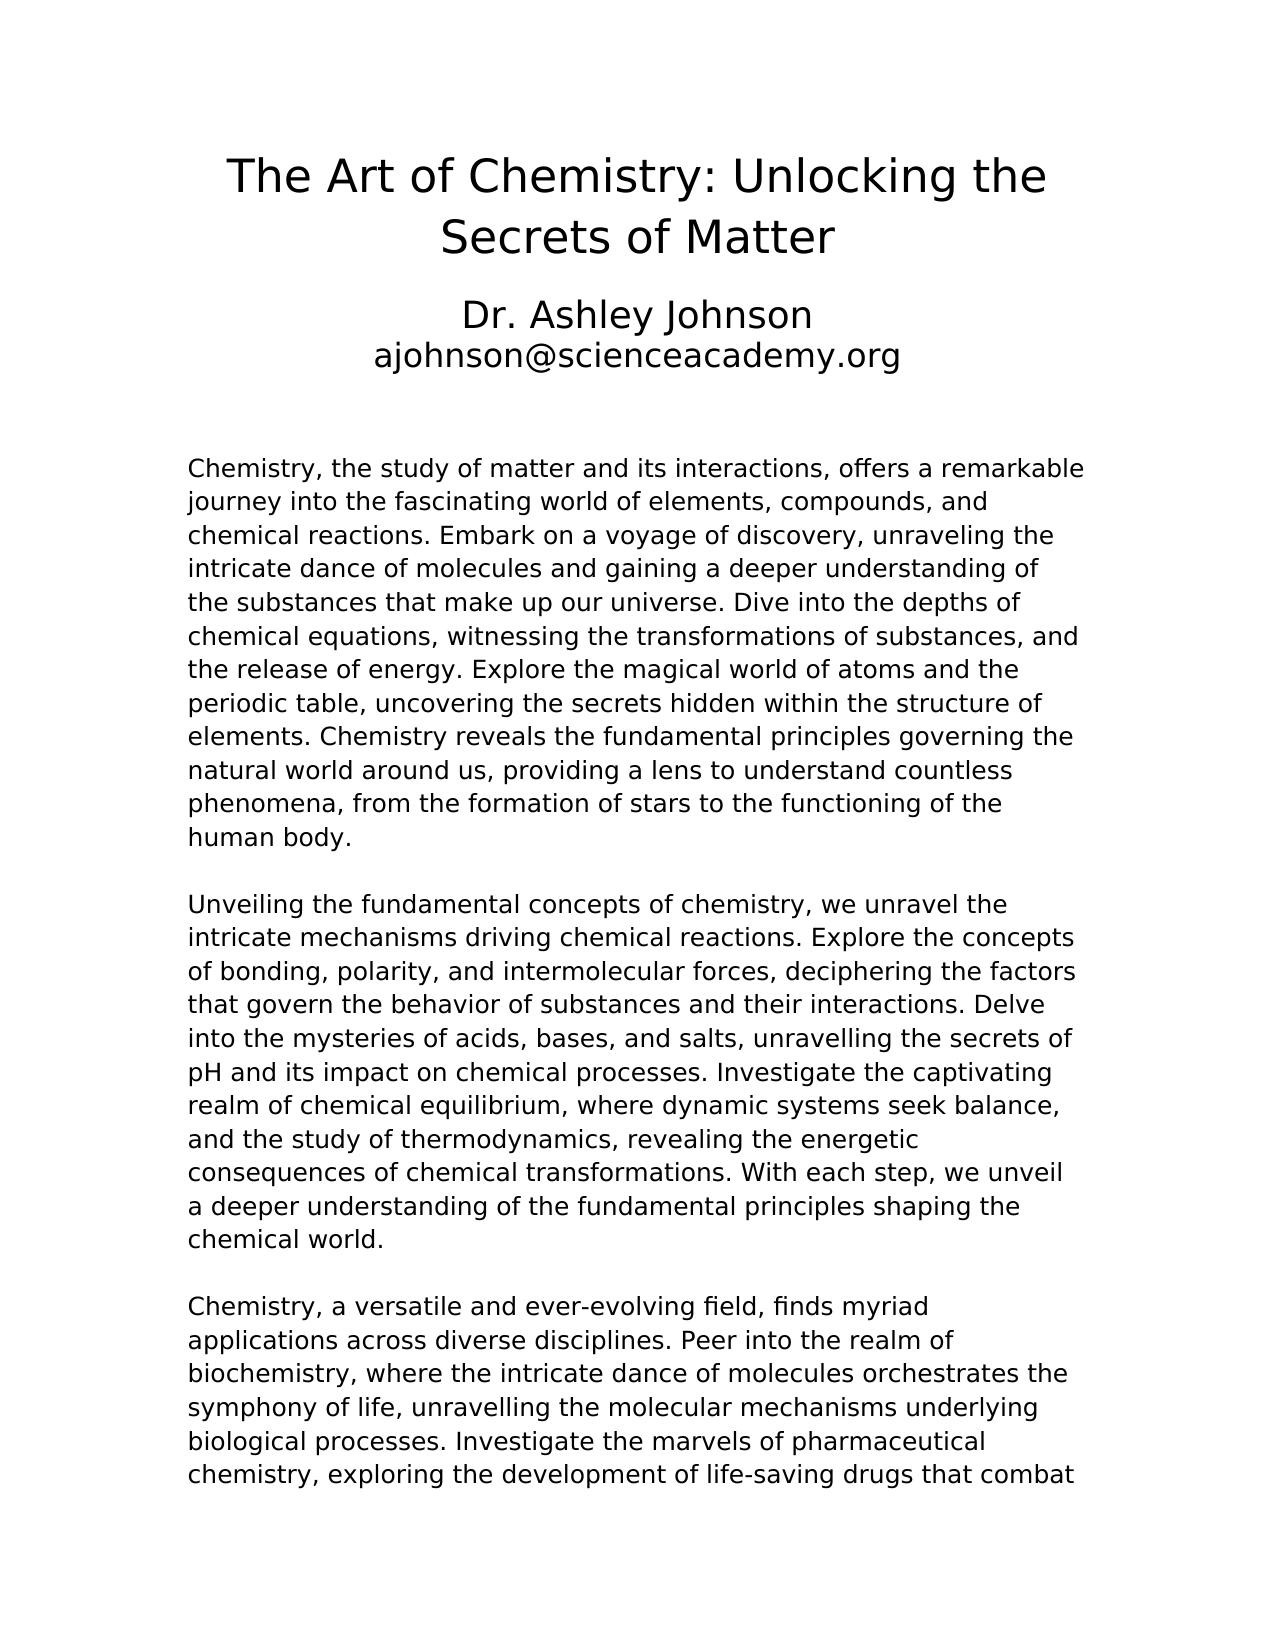 The Art of Chemistry: Unlocking the
Secrets of Matter
Dr. Ashley Johnson
ajohnson@scienceacademy.org
Chemistry, the study of matter and its interactions, offers a remarkable
journey into the fascinating world of elements, compounds, and
chemical reactions. Embark on a voyage of discovery, unraveling the
intricate dance of molecules and gaining a deeper understanding of
the substances that make up our universe. Dive into the depths of
chemical equations, witnessing the transformations of substances, and
the release of energy. Explore the magical world of atoms and the
periodic table, uncovering the secrets hidden within the structure of
elements. Chemistry reveals the fundamental principles governing the
natural world around us, providing a lens to understand countless
phenomena, from the formation of stars to the functioning of the
human body.
Unveiling the fundamental concepts of chemistry, we unravel the
intricate mechanisms driving chemical reactions. Explore the concepts
of bonding, polarity, and intermolecular forces, deciphering the factors
that govern the behavior of substances and their interactions. Delve
into the mysteries of acids, bases, and salts, unravelling the secrets of
pH and its impact on chemical processes. Investigate the captivating
realm of chemical equilibrium, where dynamic systems seek balance,
and the study of thermodynamics, revealing the energetic
consequences of chemical transformations. With each step, we unveil
a deeper understanding of the fundamental principles shaping the
chemical world.
Chemistry, a versatile and ever-evolving field, finds myriad
applications across diverse disciplines. Peer into the realm of
biochemistry, where the intricate dance of molecules orchestrates the
symphony of life, unravelling the molecular mechanisms underlying
biological processes. Investigate the marvels of pharmaceutical
chemistry, exploring the development of life-saving drugs that combat